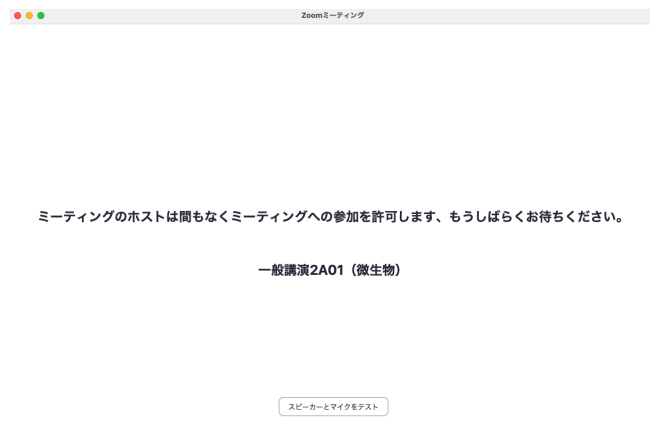 Zoomミーティング
ミーティングのホストは間もなくミーティングへの参加を許可します、もうしばらくお待ちください。
一般講演2A01（微生物）
スピーカーとマイクをテスト